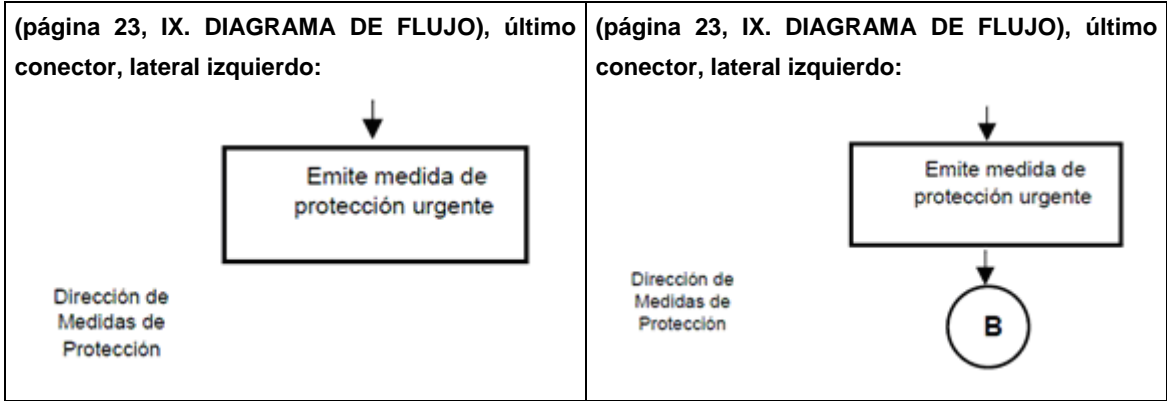 (página 23, IX. DIAGRAMA DE FLUJO), último
conector, lateral izquierdo:
Emite medida de
protección urgente
Dirección de
Medidas de
Protección
(página 23, IX. DIAGRAMA DE FLUJO), último
conector, lateral izquierdo:
Emite medida de
protección urgente
Dirección de
Medidas de
Protección
B